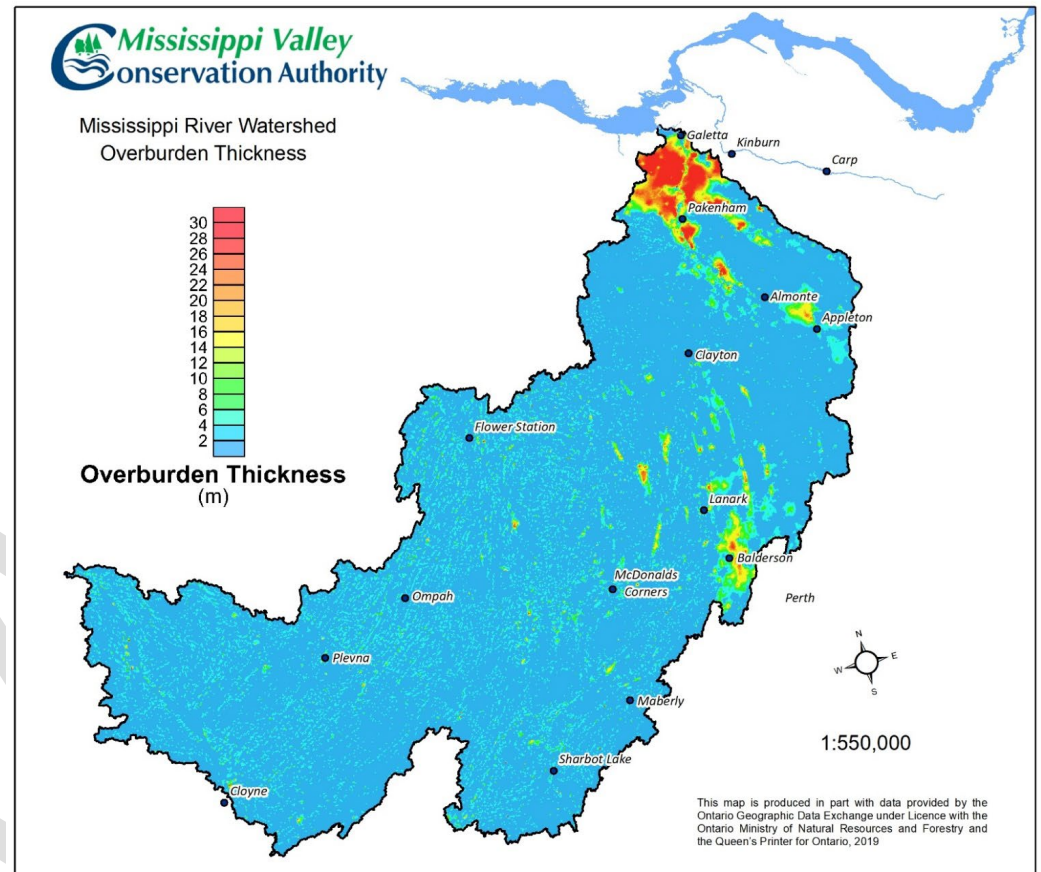 Mississippi Valley
Conservation Authority
Mississippi River Watershed
Overburden Thickness
30
28
26
24
22
20
18
16
14
12
10
8
6
4
2
Overburden Thickness
(m)
Galetta
Kinburn
Carp
Pakenham
Almonte
Appleton
Clayton
Flower Station
Lanark
Balderson
McDonalds
Corners
Ompah
Perth
Plevna
Maberly
Sharbot Lake
Cloyne
N
W
E
S
1:550,000
This map is produced in part with data provided by the
Ontario Geographic Data Exchange under Licence with the
Ontario Ministry of Natural Resources and Forestry and
the Queen's Printer for Ontario, 2019